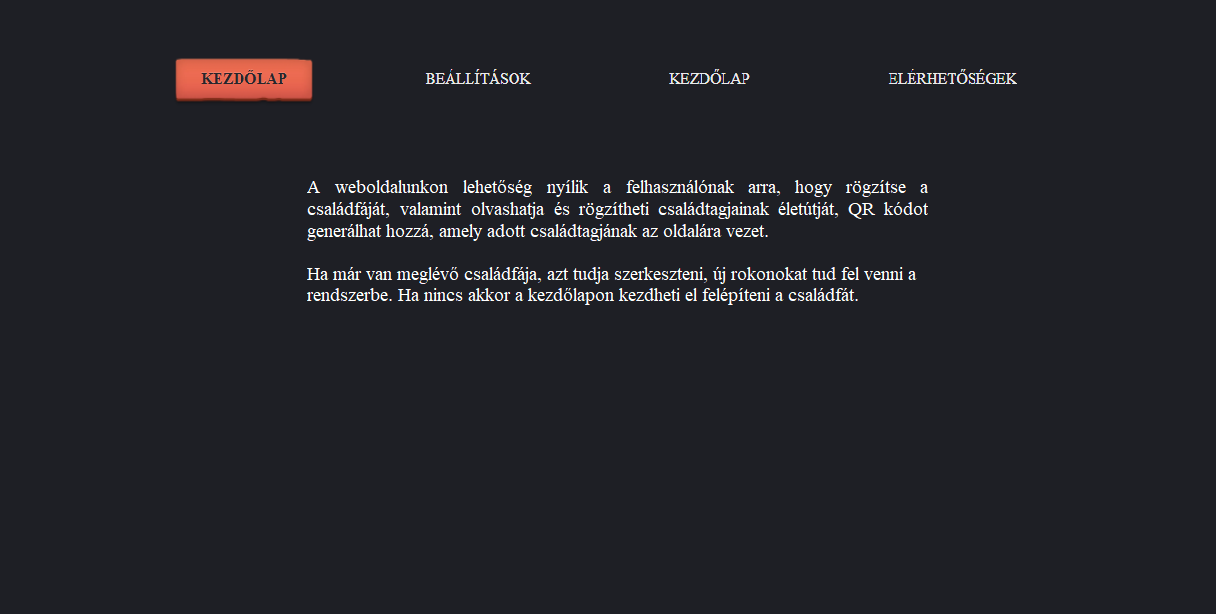 KEZDŐLAP BEÁLLÍTÁSOK KEZDŐLAP ELÉRHETŐSÉGEK
A weboldalunkon lehetőség nyílik a felhasználónak arra, hogy rögzítse a
családfáját, valamint olvashatja és rögzítheti családtagjainak életútját, QR kódot
generálhat hozzá, amely adott családtagjának az oldalára vezet.
Ha már van meglévő családfája, azt tudja szerkeszteni, új rokonokat tud fel venni a
rendszerbe. Ha nincs akkor a kezdőlapon kezdheti el felépíteni a családfát.